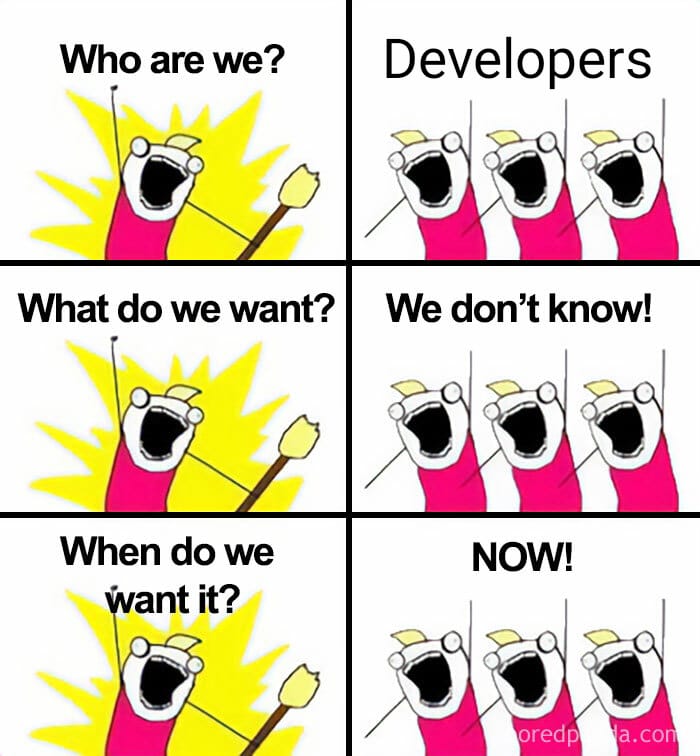 Who are we?
Developers
What do we want?
We don't know!
When do we
want it?
NOW!